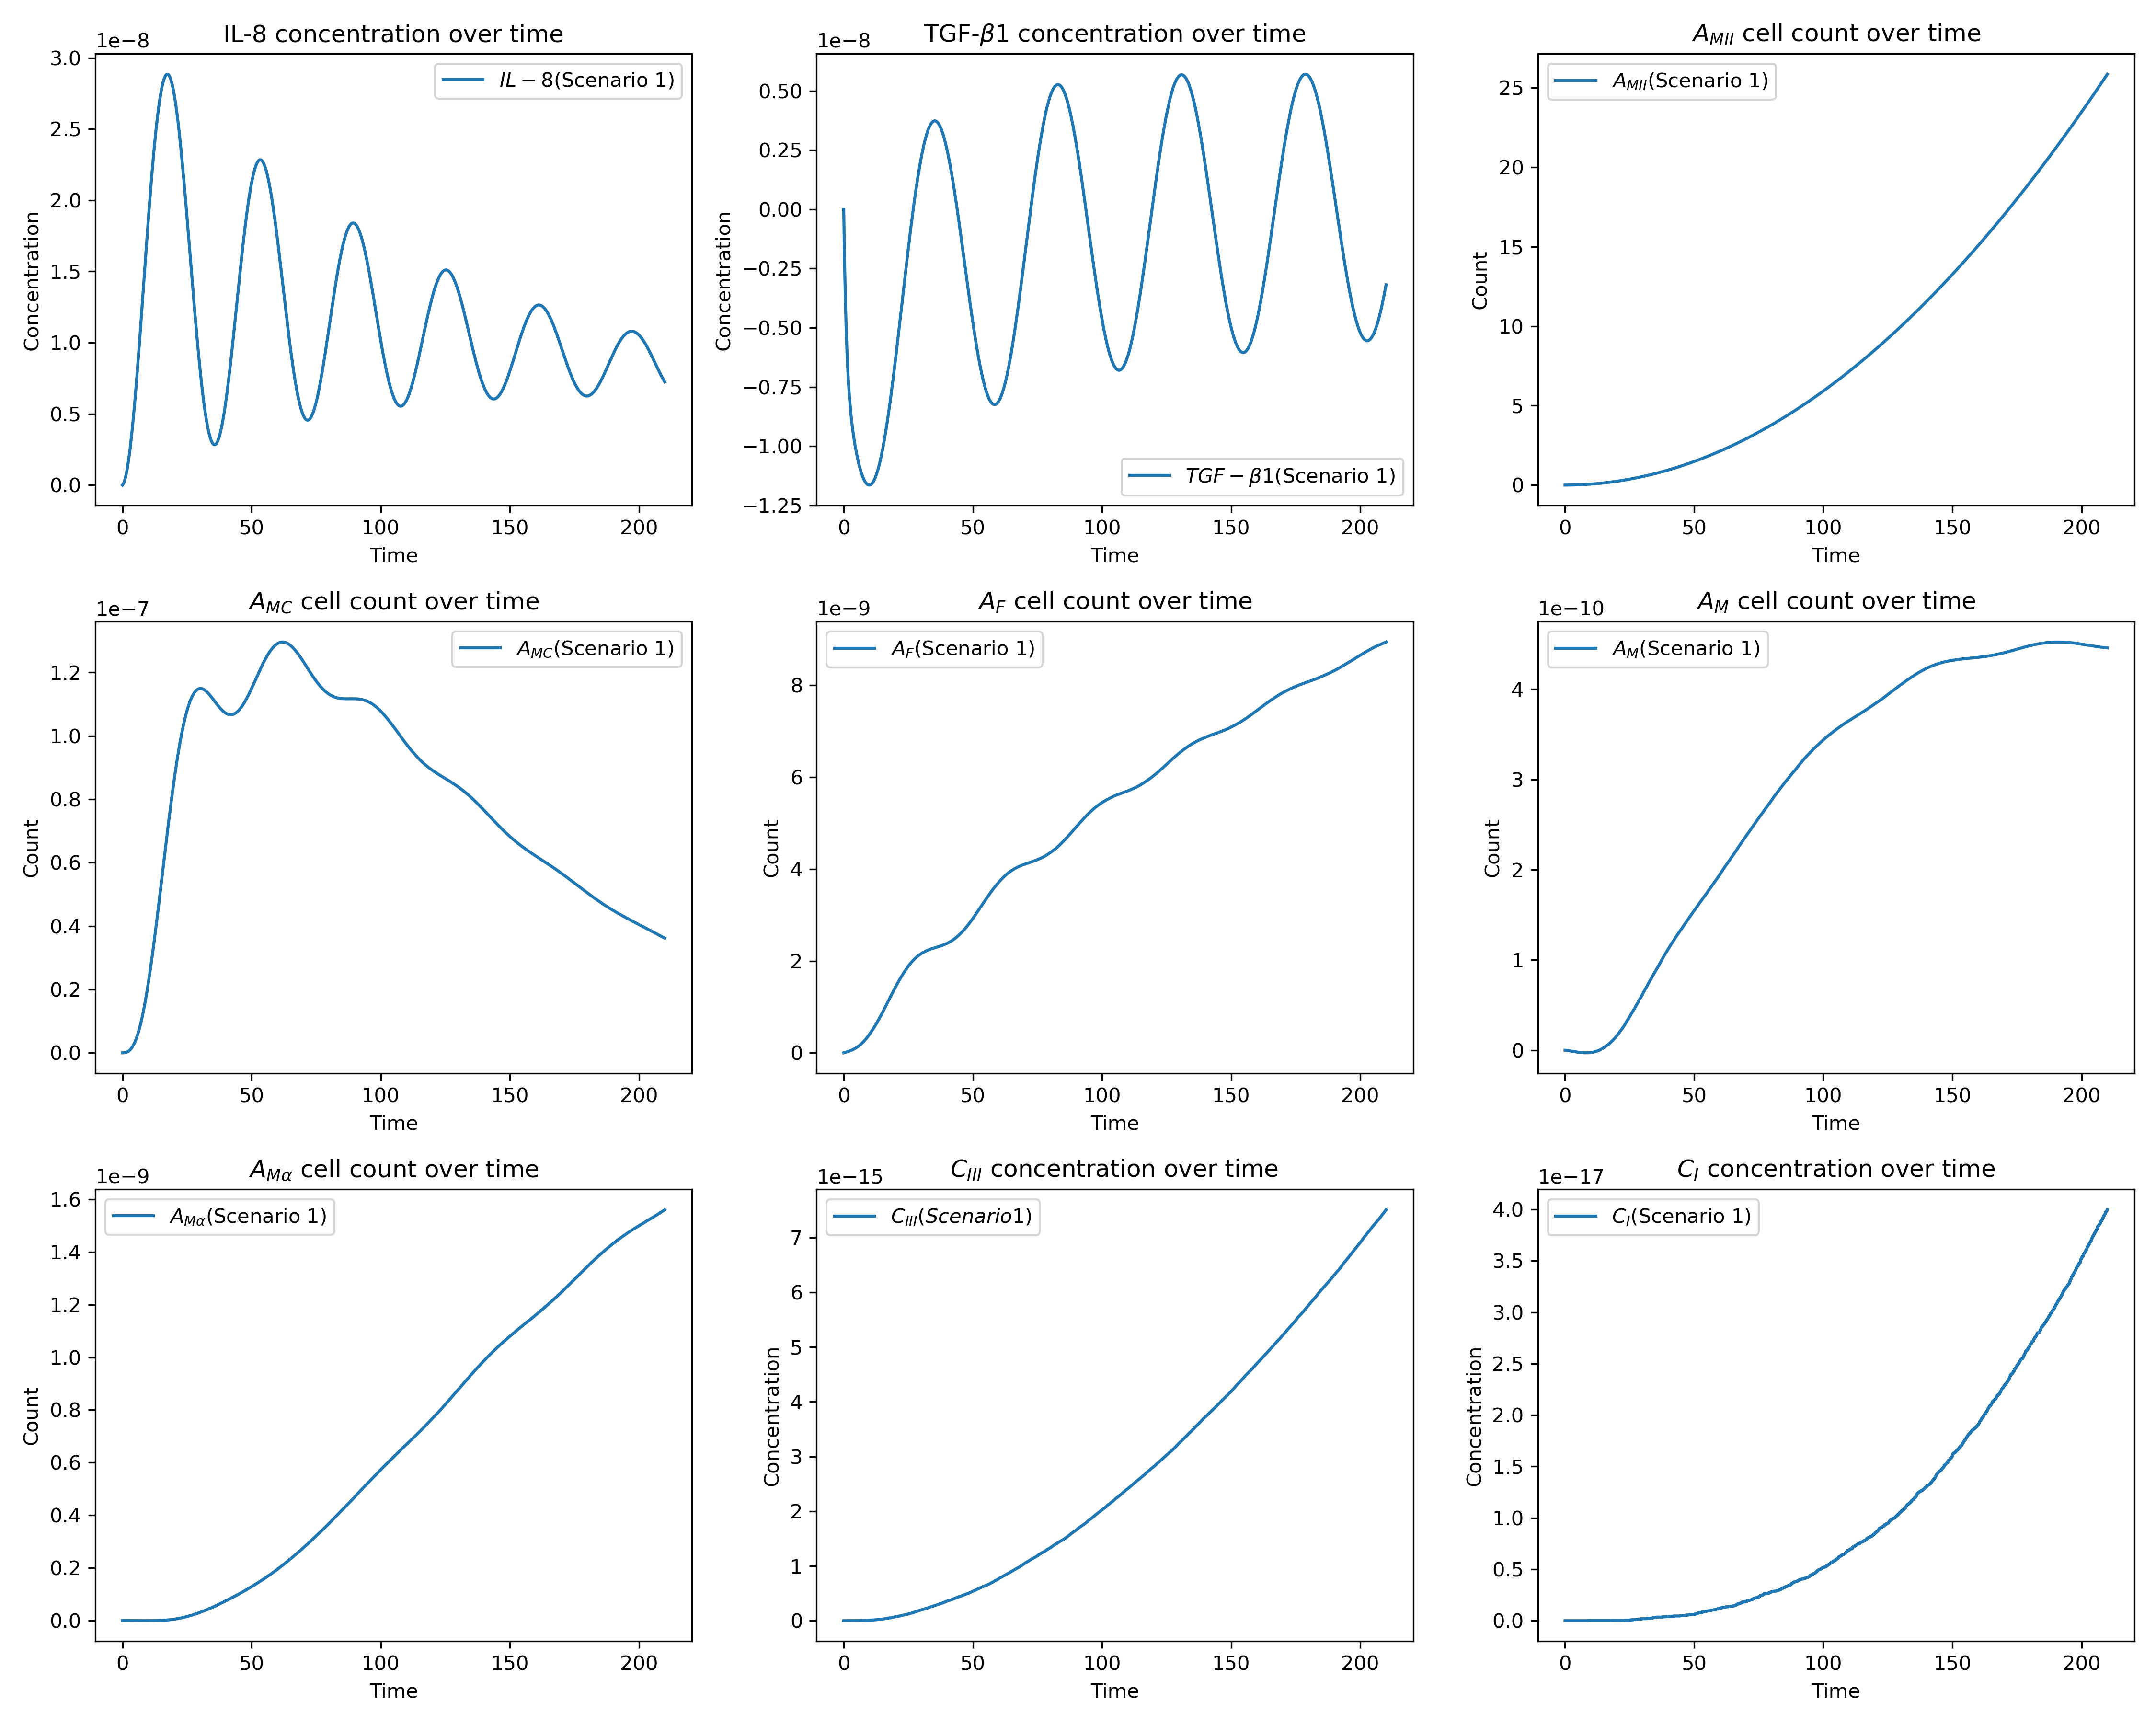 IL-8 concentration over time
1e−8
IL − 8(Scenario 1)
3.0
2.5
2.0
1.5
1.0
0.5
0.0
Concentration
0 50 100 150 200
Time
TGF-β1 concentration over time
1e−8
0.50
0.25
0.00
−0.25
−0.50
−0.75
−1.00
−1.25
Concentration
TGF − β1(Scenario 1)
0 50 100 150 200
Time
A_MII cell count over time
A_MII(Scenario 1)
25
20
15
10
5
0
Count
0 50 100 150 200
Time
A_MC cell count over time
1e−7
A_MC(Scenario 1)
1.2
1.0
0.8
0.6
0.4
0.2
0.0
Count
0 50 100 150 200
Time
A_F cell count over time
1e−9
A_F(Scenario 1)
8
6
4
2
0
Count
0 50 100 150 200
Time
A_M cell count over time
1e−10
A_M(Scenario 1)
4
3
2
1
0
Count
0 50 100 150 200
Time
A_Mα cell count over time
1e−9
A_Mα(Scenario 1)
1.6
1.4
1.2
1.0
0.8
0.6
0.4
0.2
0.0
Count
0 50 100 150 200
Time
C_III concentration over time
1e−15
C_III(Scenario1)
7
6
5
4
3
2
1
0
Concentration
0 50 100 150 200
Time
C_I concentration over time
1e−17
C_I(Scenario 1)
4.0
3.5
3.0
2.5
2.0
1.5
1.0
0.5
0.0
Concentration
0 50 100 150 200
Time